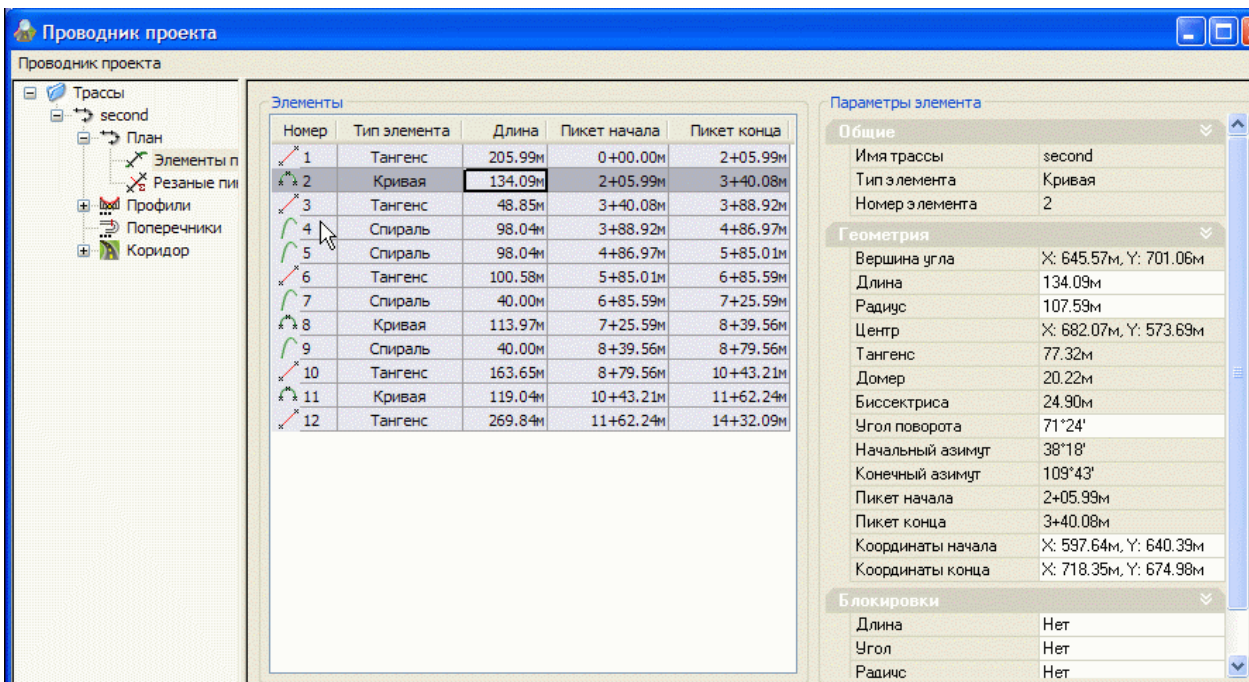 Проводник проекта
Проводник проекта
Трассы
second
План
Элементы п
Резаные пи
Профили
Поперечники
Коридор
Элементы
Номер Тип элемента Длина Пикет начала Пикет конца
1 Тангенс 205.99м 0+00.00м 2+05.99м
2 Кривая 134.09м 2+05.99м 3+40.08м
3 Тангенс 48.85м 3+40.08м 3+88.92м
4 Спираль 98.04м 3+88.92м 4+86.97м
5 Спираль 98.04м 4+86.97м 5+85.01м
6 Тангенс 100.58м 5+85.01м 6+85.59м
7 Спираль 40.00м 6+85.59м 7+25.59м
8 Кривая 113.97м 7+25.59м 8+39.56м
9 Спираль 40.00м 8+39.56м 8+79.56м
10 Тангенс 163.65м 8+79.56м 10+43.21м
11 Кривая 119.04м 10+43.21м 11+62.24м
12 Тангенс 269.84м 11+62.24м 14+32.09м
Параметры элемента
Общие
Имя трассы second
Тип элемента Кривая
Номер элемента 2
Геометрия
Вершина угла X: 645.57м, Y: 701.06м
Длина 134.09м
Радиус 107.59м
Центр X: 682.07м, Y: 573.69м
Тангенс 77.32м
Домер 20.22м
Биссектриса 24.90м
Угол поворота 71°24'
Начальный азимут 38°18'
Конечный азимут 109°43'
Пикет начала 2+05.99м
Пикет конца 3+40.08м
Координаты начала X: 597.64м, Y: 640.39м
Координаты конца X: 718.35м, Y: 674.98м
Блокировки
Длина Нет
Угол Нет
Радиус Нет